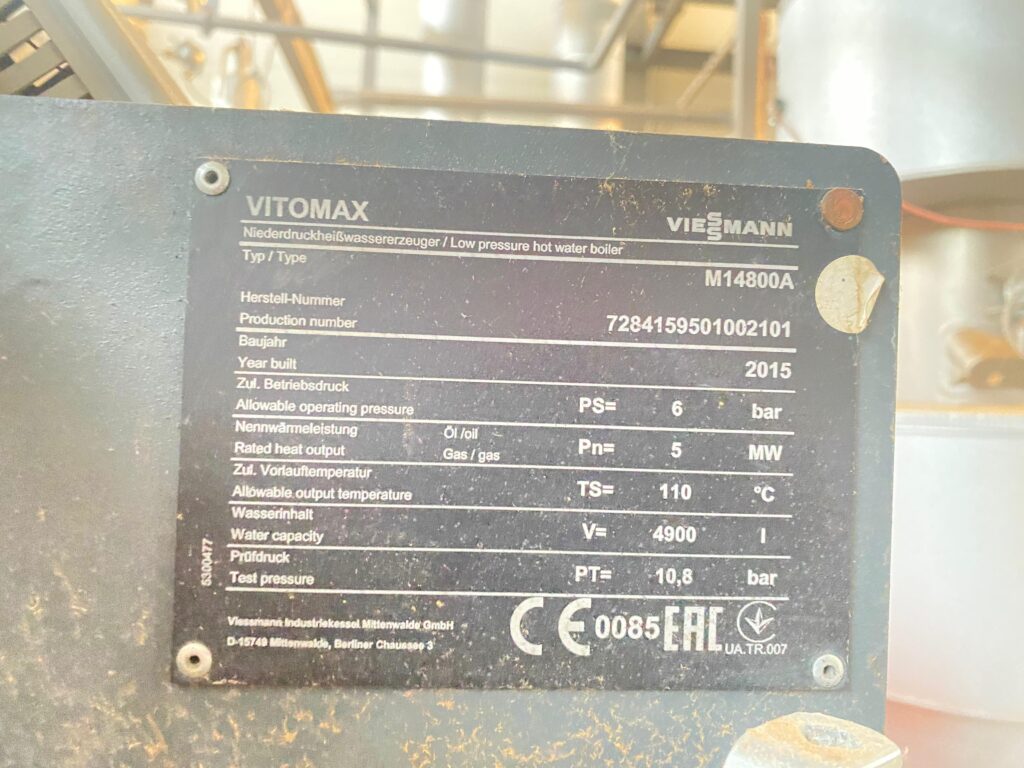 VITOMAX
VIESSMANN
Niederdruckheißwassererzeuger / Low pressure hot water boiler
Typ / Type M14800A
Herstell-Nummer
Production number 7284159501002101
Baujahr
Year built 2015
Zul. Betriebsdruck
Allowable operating pressure PS= 6 bar
Nennwärmeleistung Öl /oil
Rated heat output Gas / gas Pn= 5 MW
Zul. Vorlauftemperatur
Allowable output temperature TS= 110 °C
Wasserinhalt
Water capacity V= 4900 l
Prüfdruck
Test pressure PT= 10,8 bar
5300477
Viessmann Industriekessel Mittenwalde GmbH
D-15749 Mittenwalde, Berliner Chaussee 3
CE 0085 EAC UA.TR.007